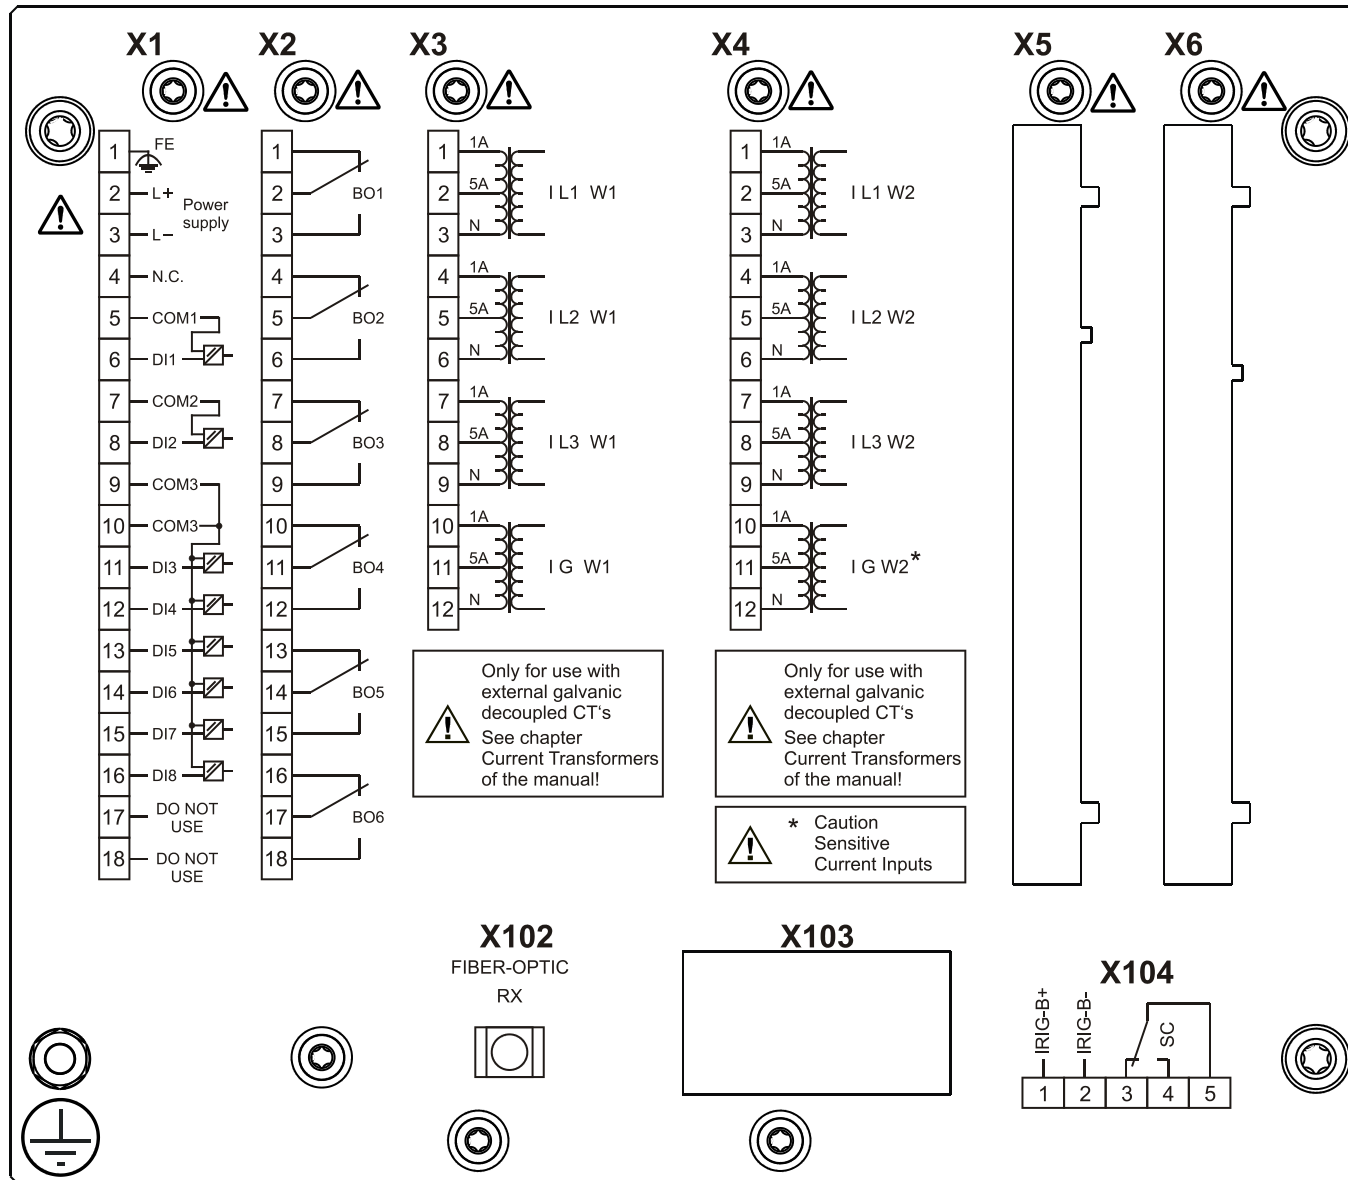 X1
X2
X3
X4
X5
X6
1 FE
2 L+
Power
supply
3 L−
4 N.C.
5 COM1
6 DI1
7 COM2
8 DI2
9 COM3
10 COM3
11 DI3
12 DI4
13 DI5
14 DI6
15 DI7
16 DI8
17 DO NOT
USE
18 DO NOT
USE
1
2 BO1
3
4
5 BO2
6
7
8 BO3
9
10
11 BO4
12
13
14 BO5
15
16
17 BO6
18
1 1A
2 5A I L1 W1
3 N
4 1A
5 5A I L2 W1
6 N
7 1A
8 5A I L3 W1
9 N
10 1A
11 5A I G W1
12 N
Only for use with
external galvanic
decoupled CT‘s
See chapter
Current Transformers
of the manual!
1 1A
2 5A I L1 W2
3 N
4 1A
5 5A I L2 W2
6 N
7 1A
8 5A I L3 W2
9 N
10 1A
11 5A I G W2*
12 N
Only for use with
external galvanic
decoupled CT‘s
See chapter
Current Transformers
of the manual!
* Caution
Sensitive
Current Inputs
X102
FIBER-OPTIC
RX
X103
X104
IRIG-B+
IRIG-B-
SC
1 2 3 4 5